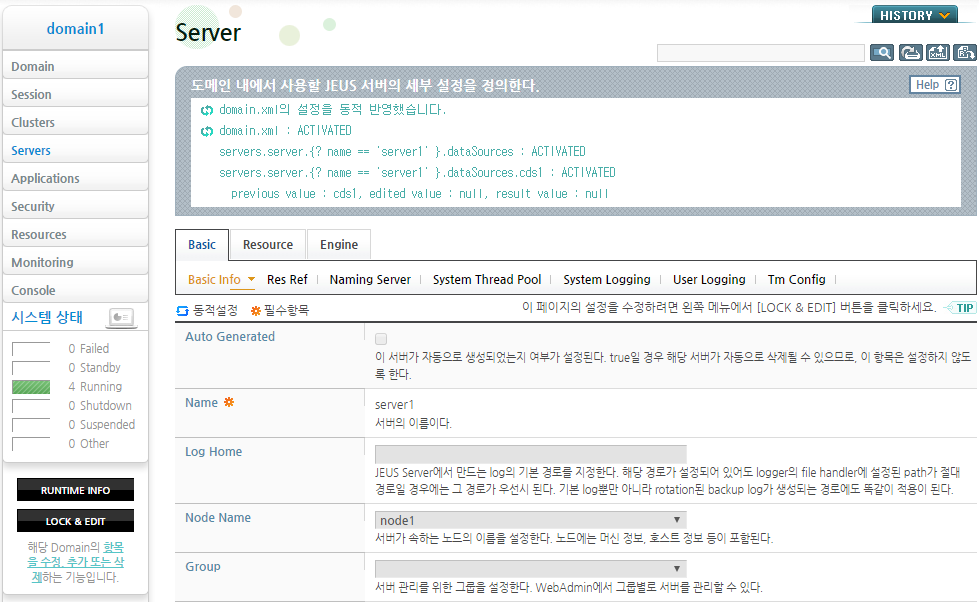 domain1
Domain
Session
Clusters
Servers
Applications
Security
Resources
Monitoring
Console
시스템 상태
0 Failed
0 Standby
4 Running
0 Shutdown
0 Suspended
0 Other
RUNTIME INFO
LOCK & EDIT
해당 Domain의 항목
을 수정, 추가 또는 삭
제하는 기능입니다.
Server
HISTORY
XML
도메인 내에서 사용할 JEUS 서버의 세부 설정을 정의한다.
Help ?
domain.xml의 설정을 동적 반영했습니다.
domain.xml : ACTIVATED
servers.server.{? name == 'server1' }.dataSources : ACTIVATED
servers.server.{? name == 'server1' }.dataSources.cds1 : ACTIVATED
previous value : cds1, edited value : null, result value : null
Basic Resource Engine
Basic Info Res Ref Naming Server System Thread Pool System Logging User Logging Tm Config
동적설정 필수항목 이 페이지의 설정을 수정하려면 왼쪽 메뉴에서 [LOCK & EDIT] 버튼를 클릭하세요. TIP
Auto Generated
이 서버가 자동으로 생성되었는지 여부가 설정된다. true일 경우 해당 서버가 자동으로 삭제될 수 있으므로, 이 항목은 설정하지 않도
록 한다.
Name server1
서버의 이름이다.
Log Home
JEUS Server에서 만드는 log의 기본 경로를 지정한다. 해당 경로가 설정되어 있어도 logger의 file handler에 설정된 path가 절대
경로일 경우에는 그 경로가 우선시 된다. 기본 log뿐만 아니라 rotation된 backup log가 생성되는 경로에도 똑같이 적용이 된다.
Node Name node1
서버가 속하는 노드의 이름을 설정한다. 노드에는 머신 정보, 호스트 정보 등이 포함된다.
Group
서버 관리를 위한 그룹을 설정한다. WebAdmin에서 그룹별로 서버를 관리할 수 있다.